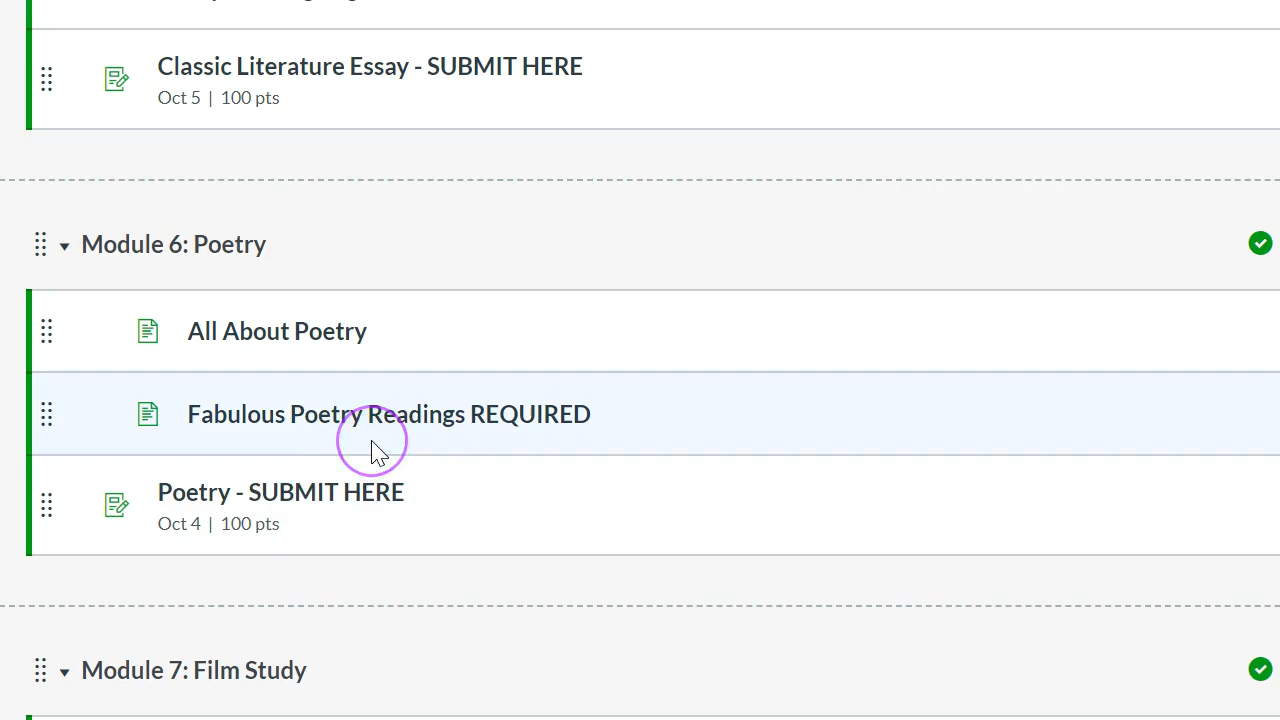 Classic Literature Essay - SUBMIT HERE
Oct 5 | 100 pts
Module 6: Poetry
All About Poetry
Fabulous Poetry Readings REQUIRED
Poetry - SUBMIT HERE
Oct 4 | 100 pts
Module 7: Film Study